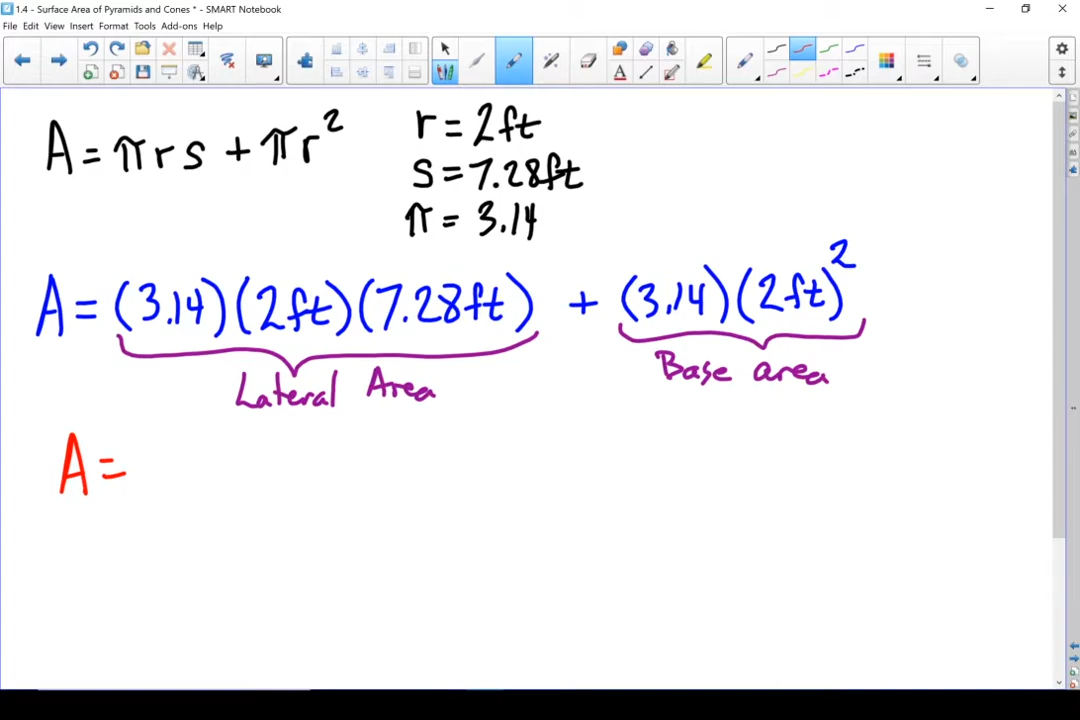 1.4 - Surface Area of Pyramids and Cones * - SMART Notebook
File Edit View Insert Format Tools Add-ons Help
A = πrs + πr²
r = 2ft
s = 7.28ft
π = 3.14
A = (3.14)(2ft)(7.28ft) + (3.14)(2ft)²
Lateral Area
Base area
A =